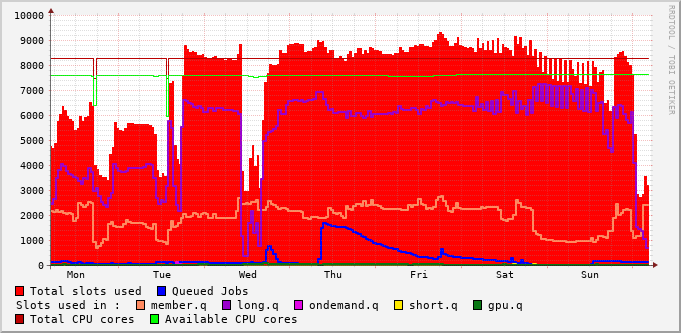 10000
9000
8000
7000
6000
5000
4000
3000
2000
1000
0
Mon Tue Wed Thu Fri Sat Sun
RRDTOOL / TOBI OETIKER
Total slots used Queued Jobs
Slots used in : member.q long.q ondemand.q short.q gpu.q
Total CPU cores Available CPU cores